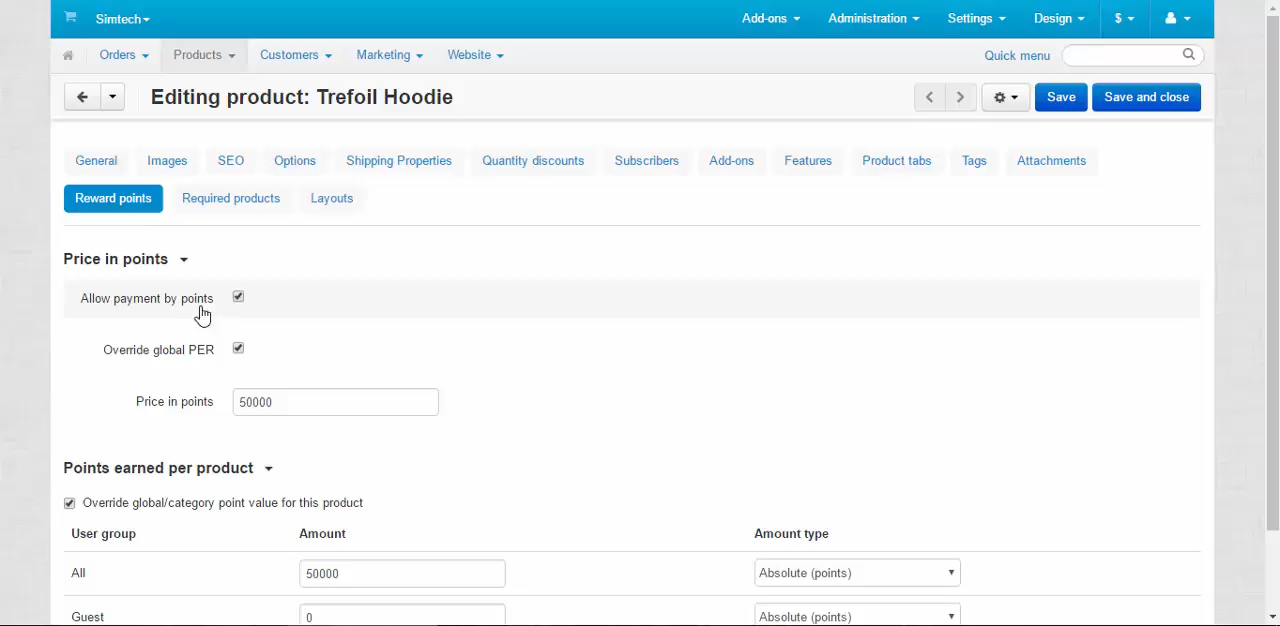 Simtech
Add-ons
Administration
Settings
Design
$
Orders
Products
Customers
Marketing
Website
Quick menu
Editing product: Trefoil Hoodie
Save
Save and close
General
Images
SEO
Options
Shipping Properties
Quantity discounts
Subscribers
Add-ons
Features
Product tabs
Tags
Attachments
Reward points
Required products
Layouts
Price in points
Allow payment by points
Override global PER
Price in points
50000
Points earned per product
Override global/category point value for this product
User group
Amount
Amount type
All
50000
Absolute (points)
Guest
0
Absolute (points)